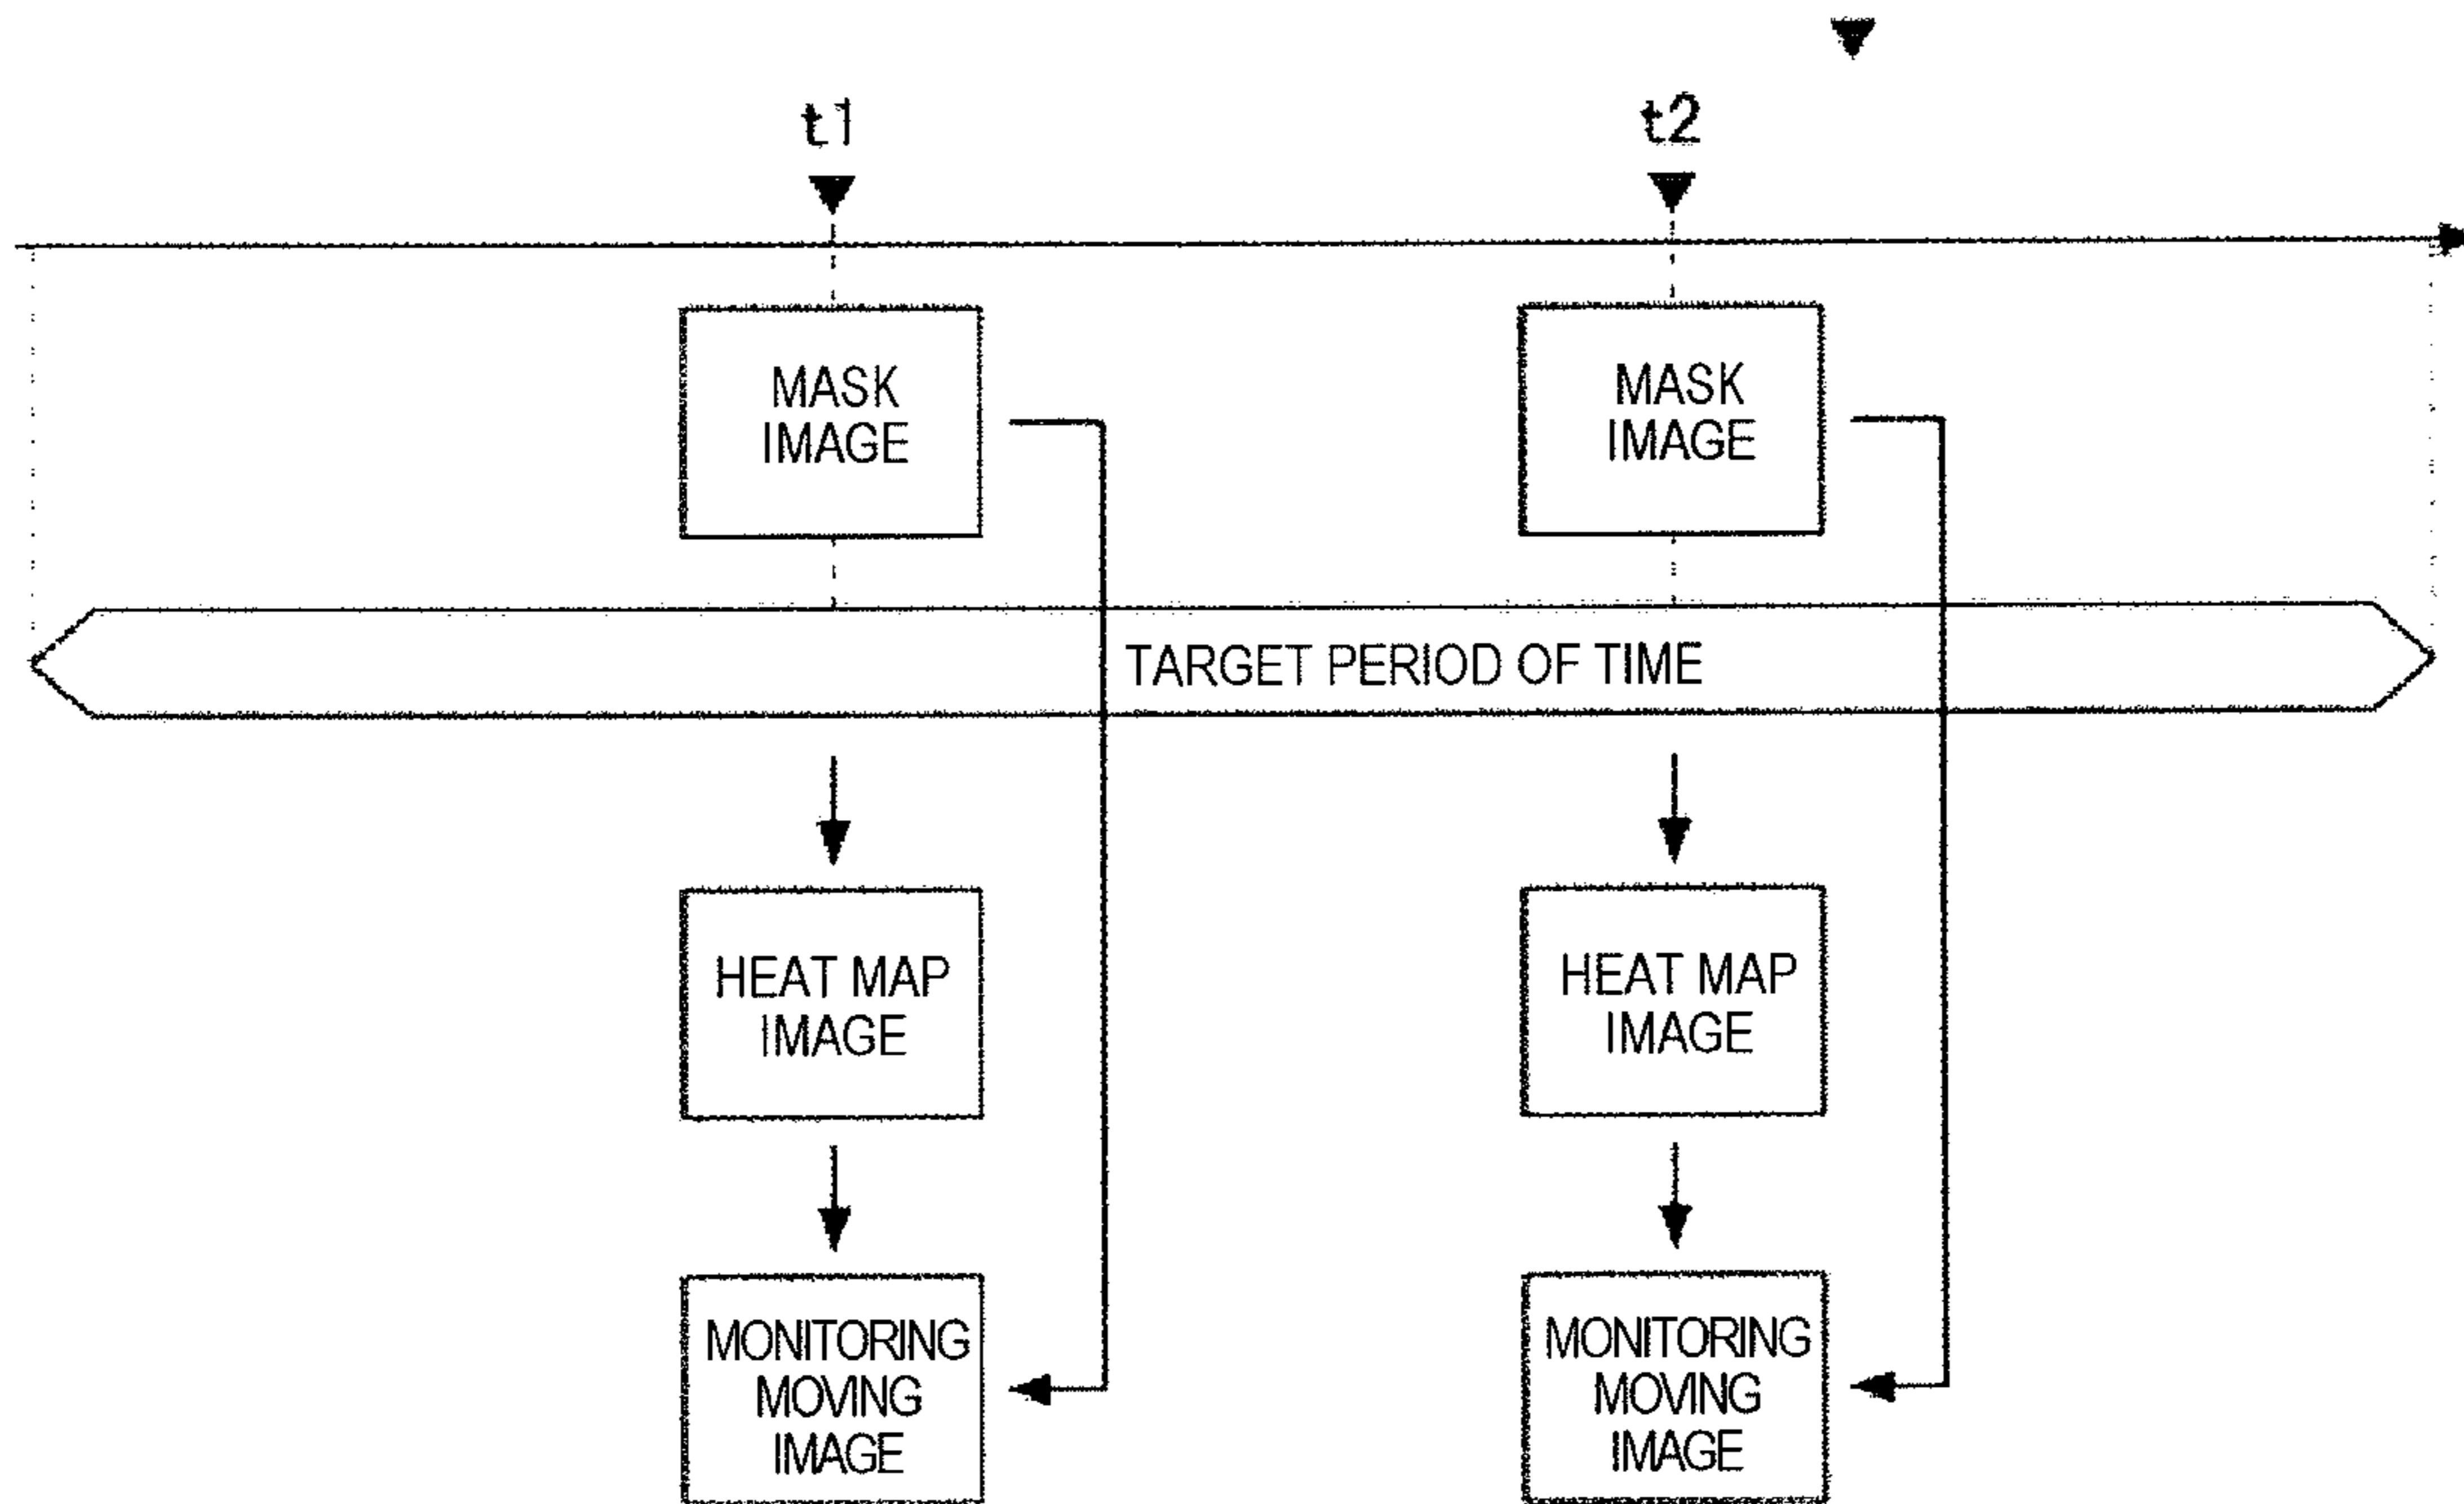 t1
t2
MASK
IMAGE
MASK
IMAGE
TARGET PERIOD OF TIME
HEAT MAP
IMAGE
HEAT MAP
IMAGE
MONITORING
MOVING
IMAGE
MONITORING
MOVING
IMAGE